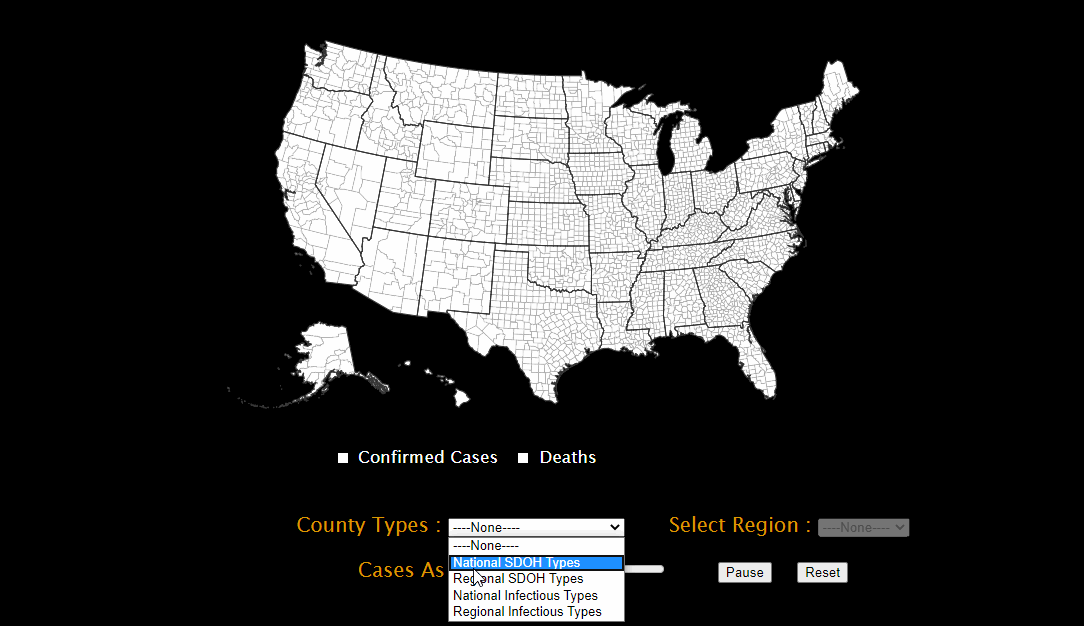 Confirmed Cases
Deaths
County Types :
----None----
Select Region :
----None----
----None----
National SDOH Types
Regional SDOH Types
National Infectious Types
Regional Infectious Types
Cases As
Pause
Reset